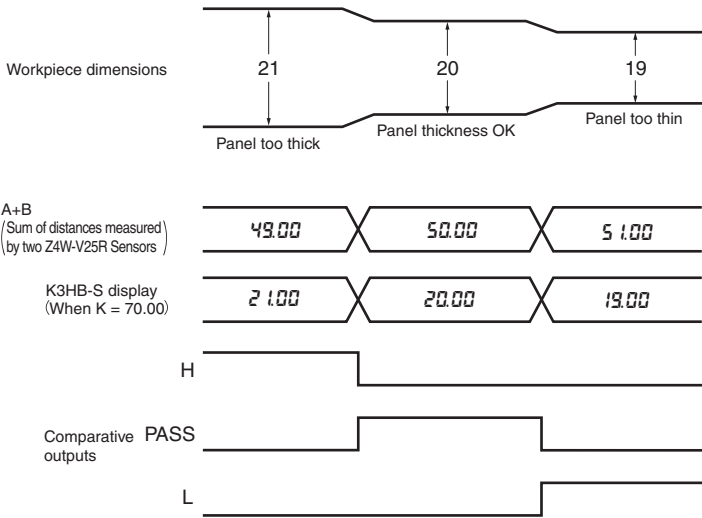 Workpiece dimensions
21
20
19
Panel too thick
Panel thickness OK
Panel too thin
A+B
(Sum of distances measured
by two Z4W-V25R Sensors)
49.00
50.00
51.00
K3HB-S display
(When K = 70.00)
21.00
20.00
19.00
H
Comparative
outputs
PASS
L